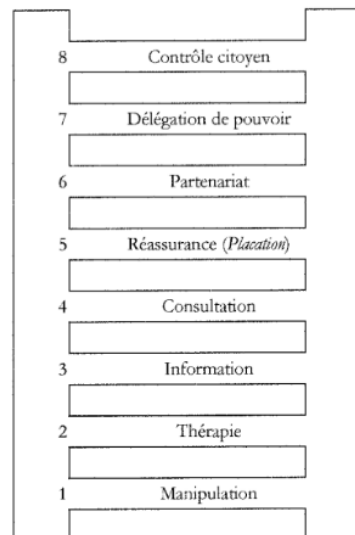 8 Contrôle citoyen
7 Délégation de pouvoir
6 Partenariat
5 Réassurance (Placation)
4 Consultation
3 Information
2 Thérapie
1 Manipulation